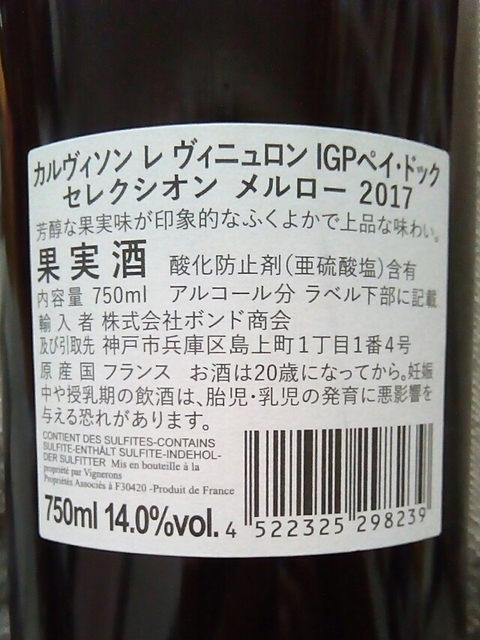 カルヴィソン レ ヴィニュロン IGPペイ・ドック
セレクシオン メルロー 2017
芳醇な果実味が印象的なふくよかで上品な味わい。
果実酒 酸化防止剤(亜硫酸塩)含有
内容量 750ml アルコール分 ラベル下部に記載
輸入者 株式会社ボンド商会
及び引取先 神戸市兵庫区島上町1丁目1番4号
原産国 フランス お酒は20歳になってから。妊娠
中や授乳期の飲酒は、胎児・乳児の発育に悪影響を
与える恐れがあります。
CONTIENT DES SULFITES-CONTAINS
SULFITE-ENTHÄLT SULFITE-INDEHOL-
DER SULFITTER Mis en bouteille à la
propriété par Vignerons
Propriétés Associés à F30420 -Produit de France
750ml 14.0%vol.
4 522325 298239